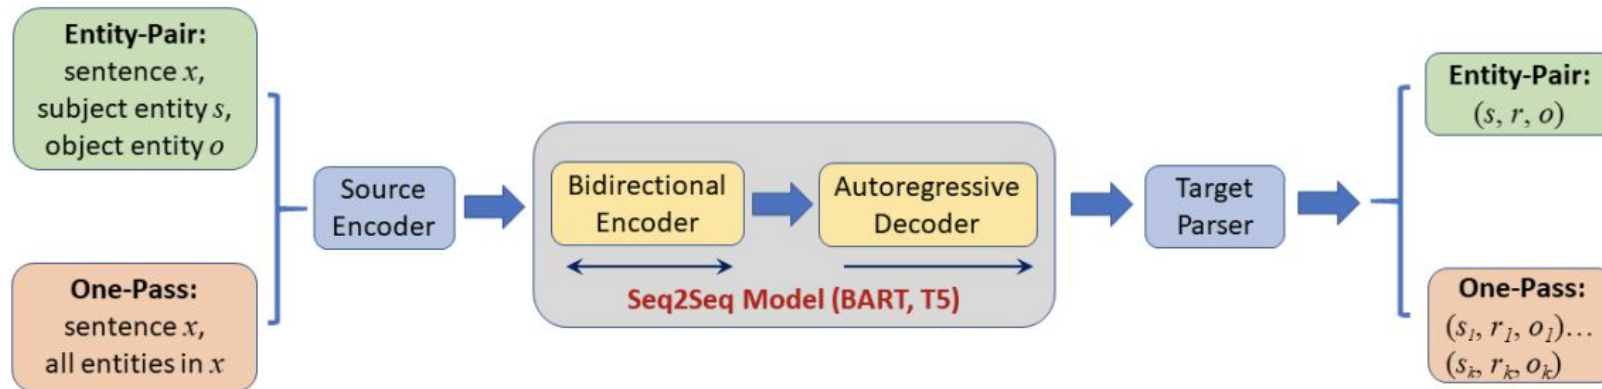 Entity-Pair:
sentence x,
subject entity s,
object entity o
One-Pass:
sentence x,
all entities in x
Source
Encoder
Bidirectional
Encoder
Autoregressive
Decoder
Seq2Seq Model (BART, T5)
Target
Parser
Entity-Pair:
(s, r, o)
One-Pass:
(s₁, r₁, o₁)…
(sₖ, rₖ, oₖ)